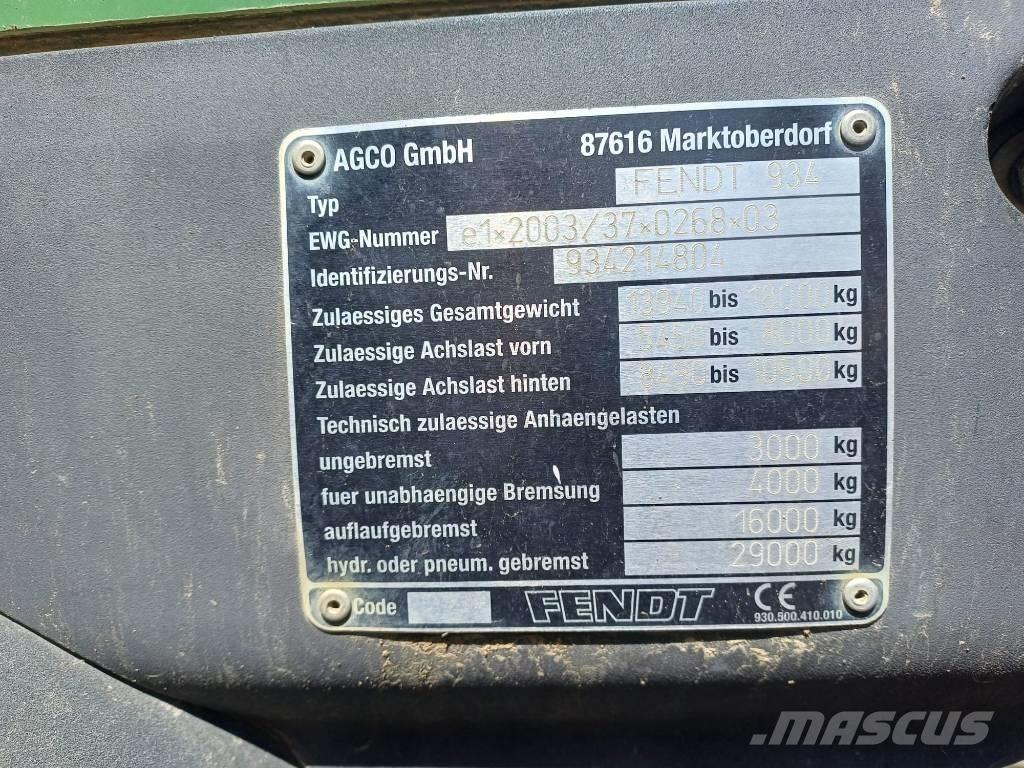 AGCO GmbH 87616 Marktoberdorf
Typ FENDT 934
EWG-Nummer e1*2003/37*0268*03
Identifizierungs-Nr. 934214804
Zulaessiges Gesamtgewicht bis kg
Zulaessige Achslast vorn bis kg
Zulaessige Achslast hinten bis kg
Technisch zulaessige Anhaengelasten
ungebremst 3000 kg
fuer unabhaengige Bremsung 4000 kg
auflaufgebremst 16000 kg
hydr. oder pneum. gebremst 29000 kg
Code FENDT CE
930.500.410.010
MASCUS